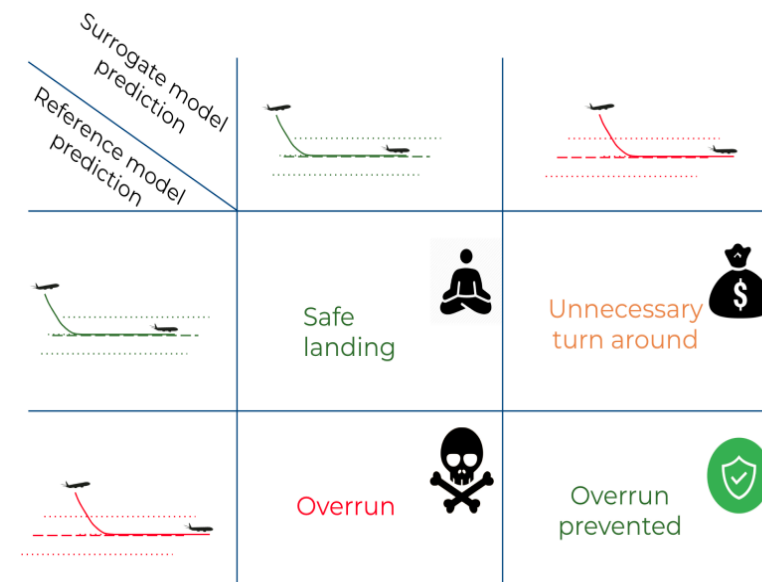 Surrogate model
prediction
Reference model
prediction
Safe
landing
Unnecessary
turn around
$
Overrun
Overrun
prevented